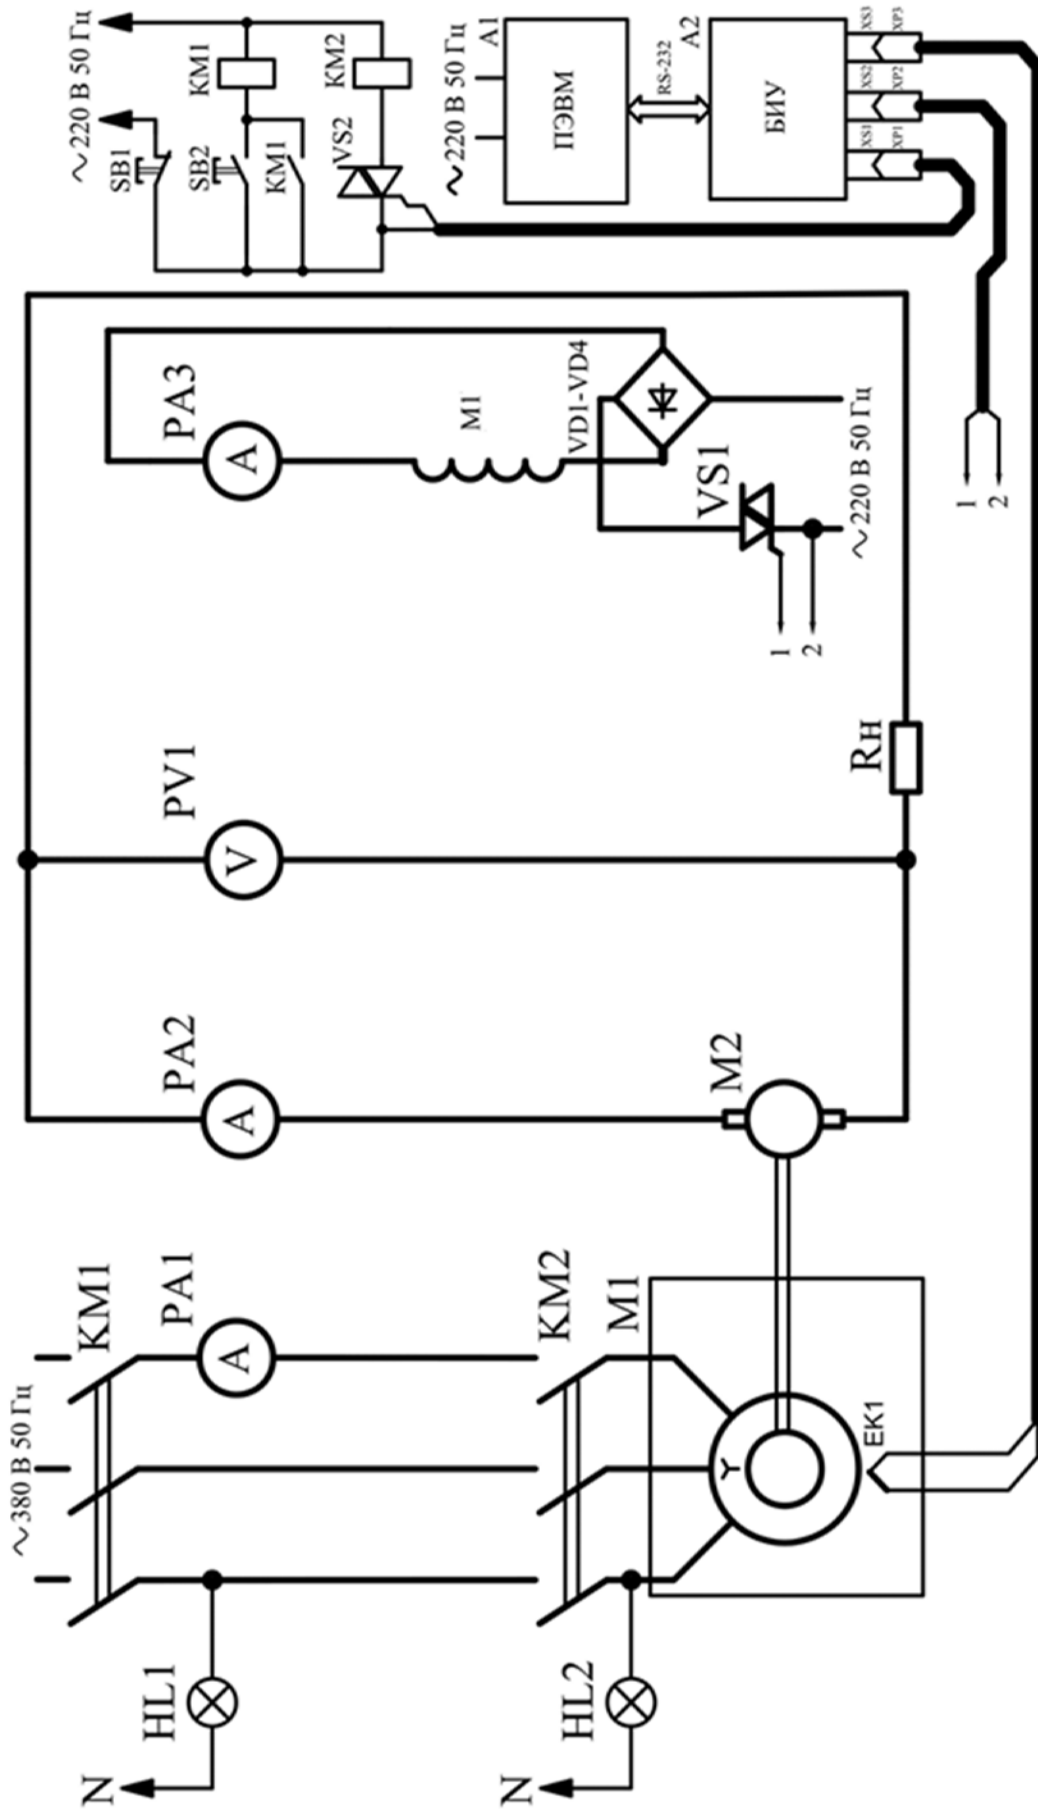 ~220 В 50 Гц
SB1
KM1
SB2
KM1
KM2
VS2
~220 В 50 Гц
A1
ПЭВМ
RS-232
A2
БИУ
XS3
XP3
XS2
XP2
XS1
XP1
PA3
A
M1
VD1-VD4
VS1
~220 В 50 Гц
1
2
1
2
PV1
V
Rн
PA2
A
M2
~380 В 50 Гц
KM1
PA1
A
KM2
M1
EK1
HL1
N
HL2
N